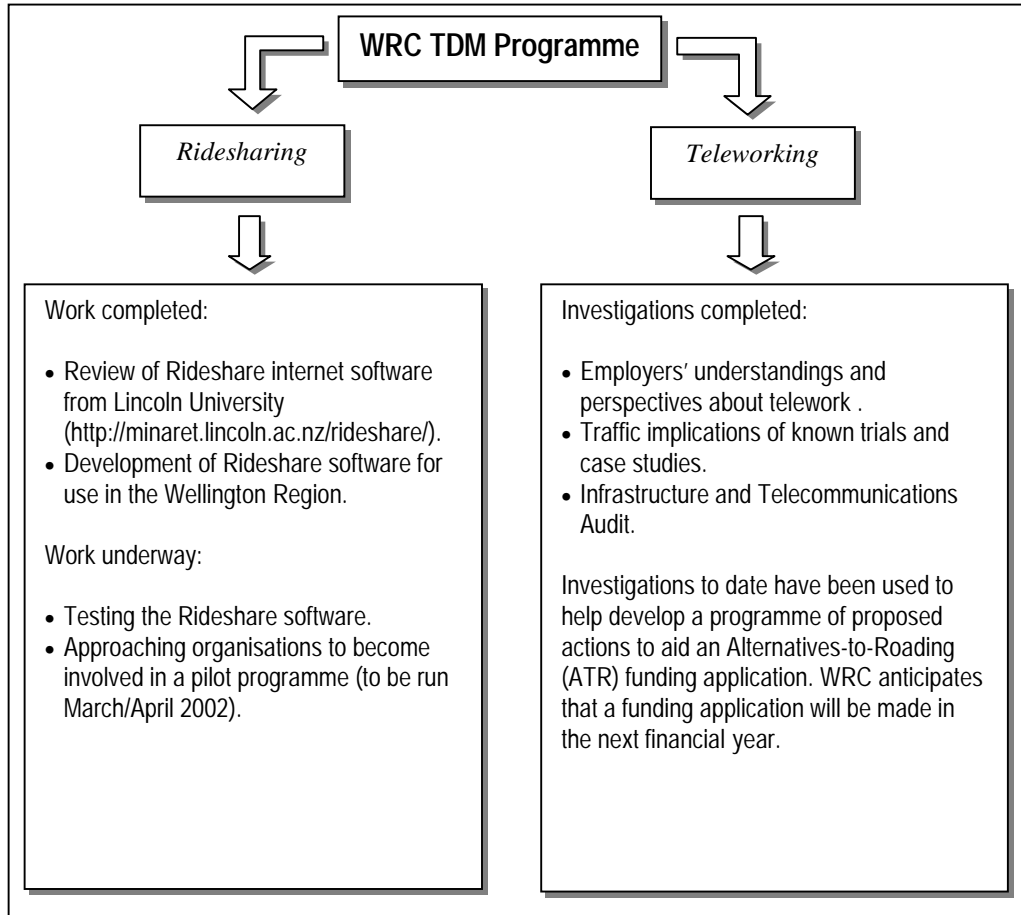 WRC TDM Programme
Ridesharing
Teleworking
Work completed:
• Review of Rideshare internet software
from Lincoln University
(http://minaret.lincoln.ac.nz/rideshare/).
• Development of Rideshare software for
use in the Wellington Region.
Work underway:
• Testing the Rideshare software.
• Approaching organisations to become
involved in a pilot programme (to be run
March/April 2002).
Investigations completed:
• Employers’ understandings and
perspectives about telework .
• Traffic implications of known trials and
case studies.
• Infrastructure and Telecommunications
Audit.
Investigations to date have been used to
help develop a programme of proposed
actions to aid an Alternatives-to-Roading
(ATR) funding application. WRC anticipates
that a funding application will be made in
the next financial year.